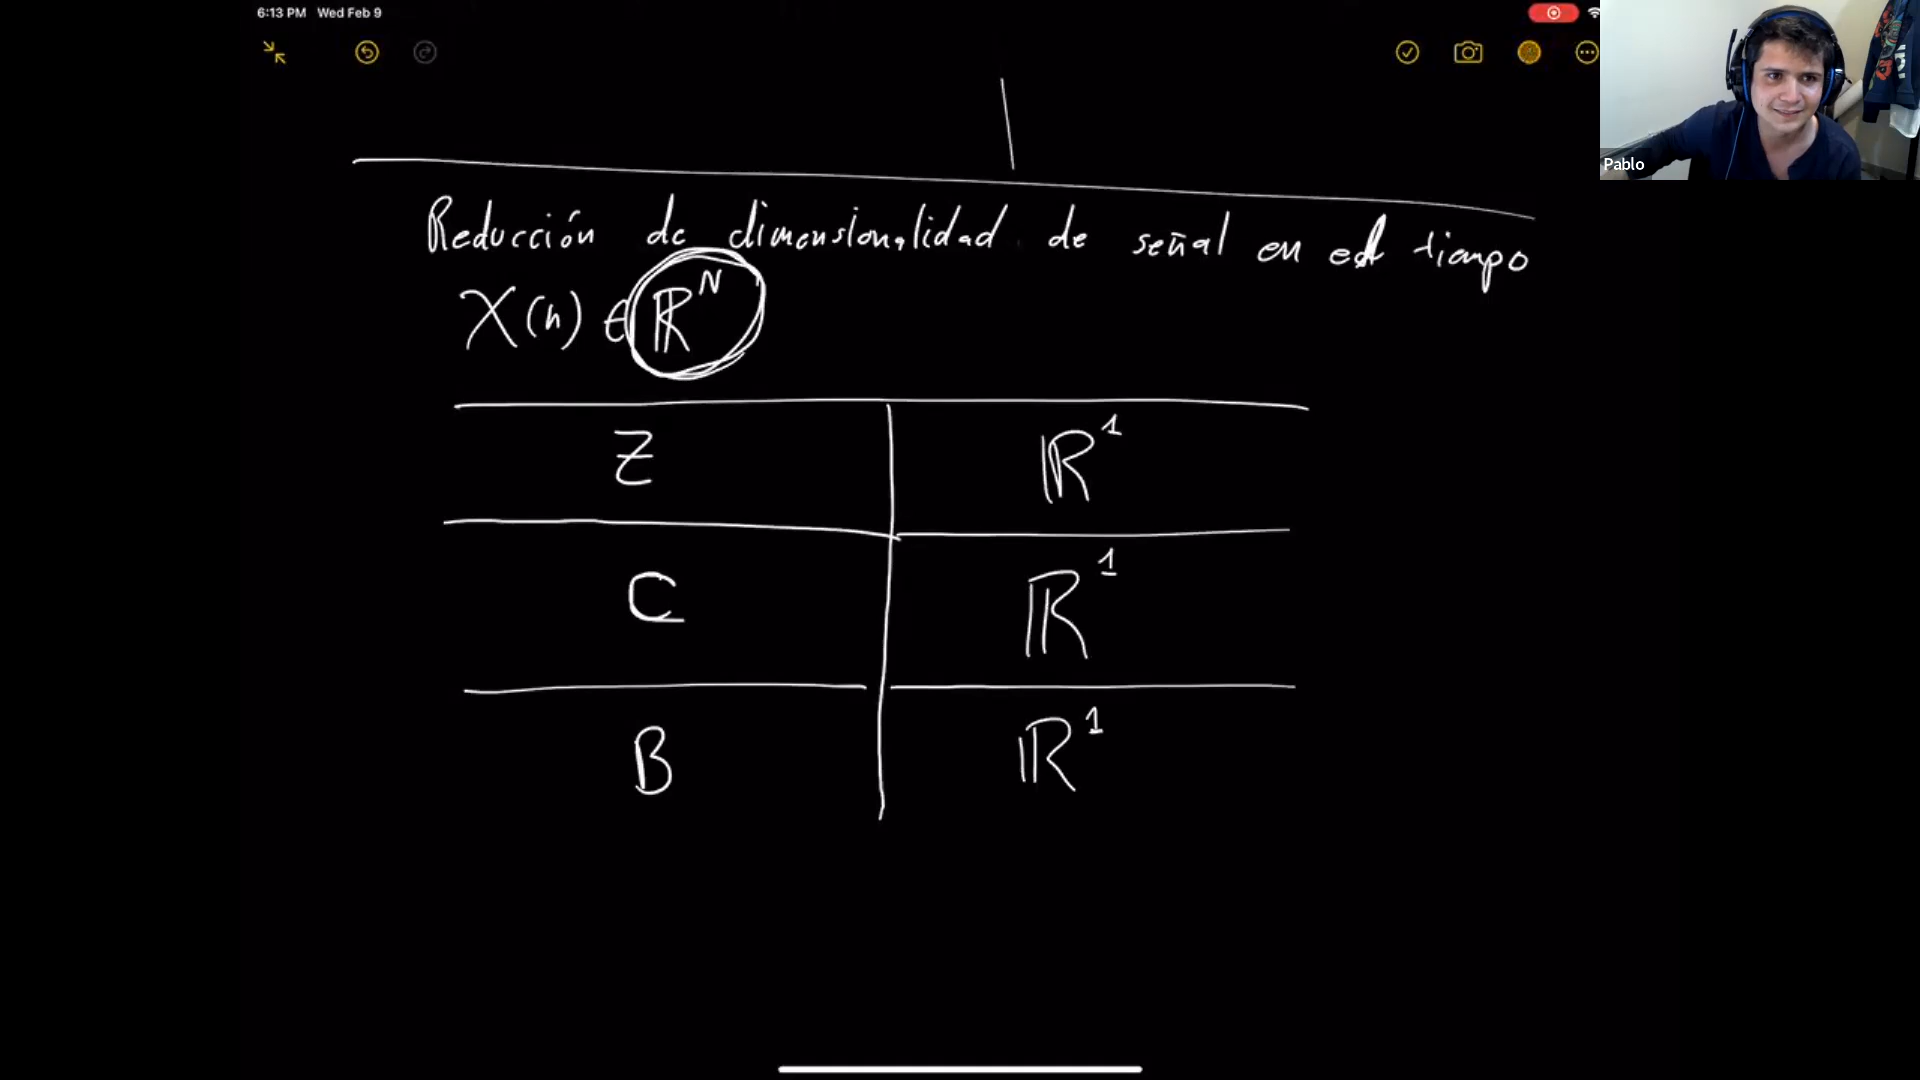 6:13 PM Wed Feb 9
Pablo
Reducción de dimensionalidad de señal en el tiempo
X(n) ∈ ℝᴺ
Z ℝ¹
C ℝ¹
B ℝ¹